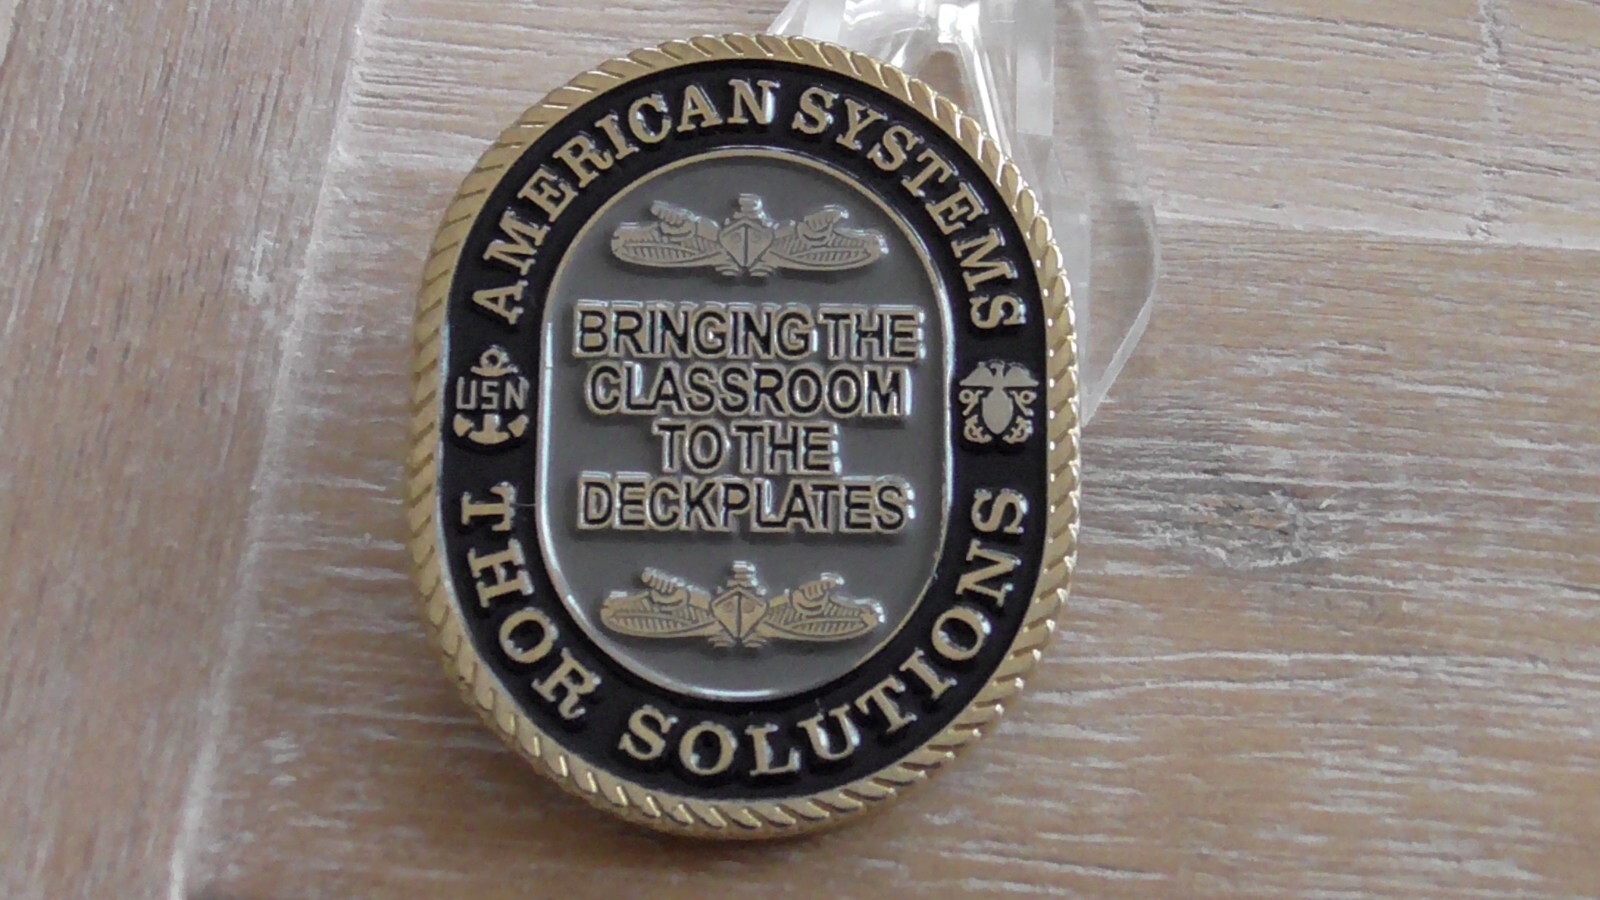 AMERICAN SYSTEMS
BRINGING THE
CLASSROOM
TO THE
DECKPLATES
USN
THOR SOLUTIONS